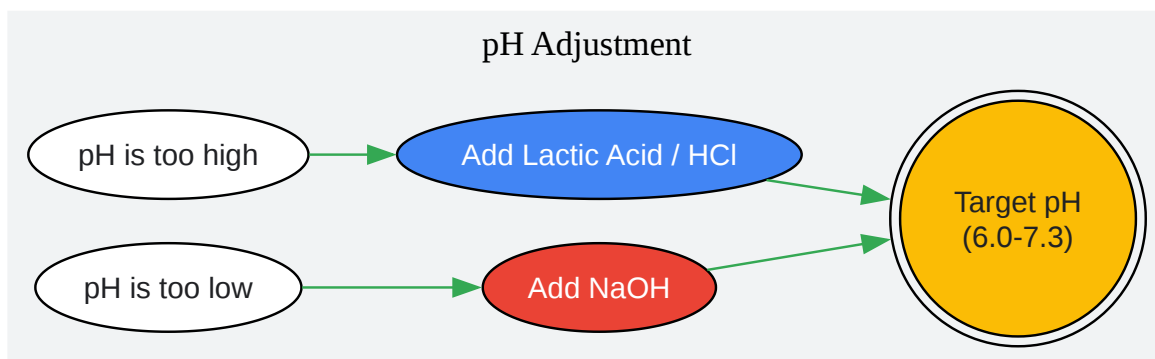 pH Adjustment
pH is too high
Add Lactic Acid / HCl
Target pH
(6.0-7.3)
pH is too low
Add NaOH